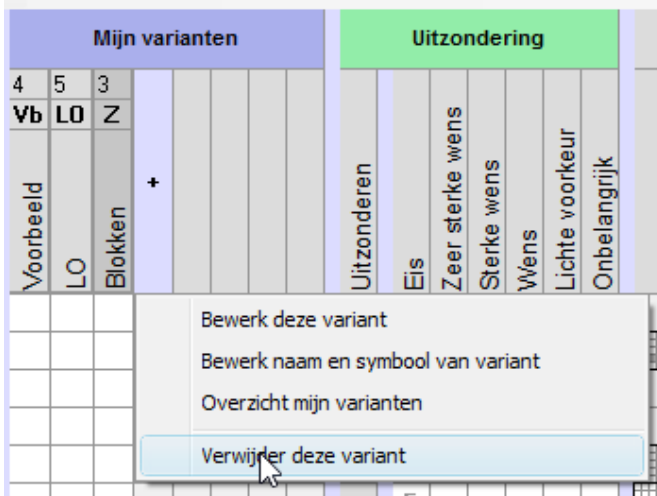 Mijn varianten
Uitzondering
4 5 3
Vb LO Z
+
Voorbeeld
LO
Blokken
Uitzonderen
Eis
Zeer sterke wens
Sterke wens
Wens
Lichte voorkeur
Onbelangrijk
Bewerk deze variant
Bewerk naam en symbool van variant
Overzicht mijn varianten
Verwijder deze variant